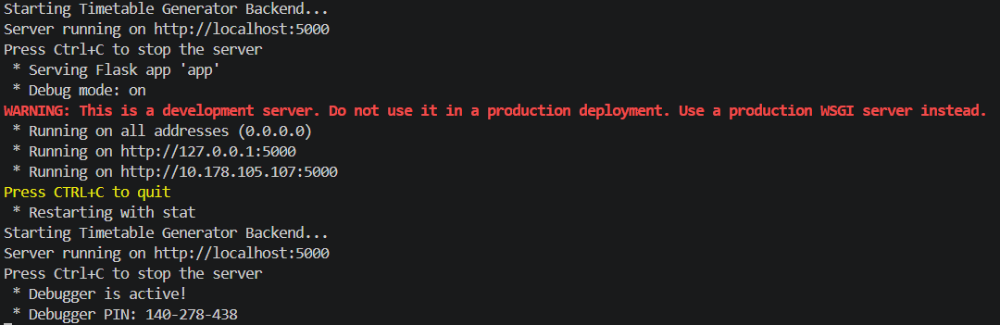 Starting Timetable Generator Backend...
Server running on http://localhost:5000
Press Ctrl+C to stop the server
 * Serving Flask app 'app'
 * Debug mode: on
WARNING: This is a development server. Do not use it in a production deployment. Use a production WSGI server instead.
 * Running on all addresses (0.0.0.0)
 * Running on http://127.0.0.1:5000
 * Running on http://10.178.105.107:5000
Press CTRL+C to quit
 * Restarting with stat
Starting Timetable Generator Backend...
Server running on http://localhost:5000
Press Ctrl+C to stop the server
 * Debugger is active!
 * Debugger PIN: 140-278-438